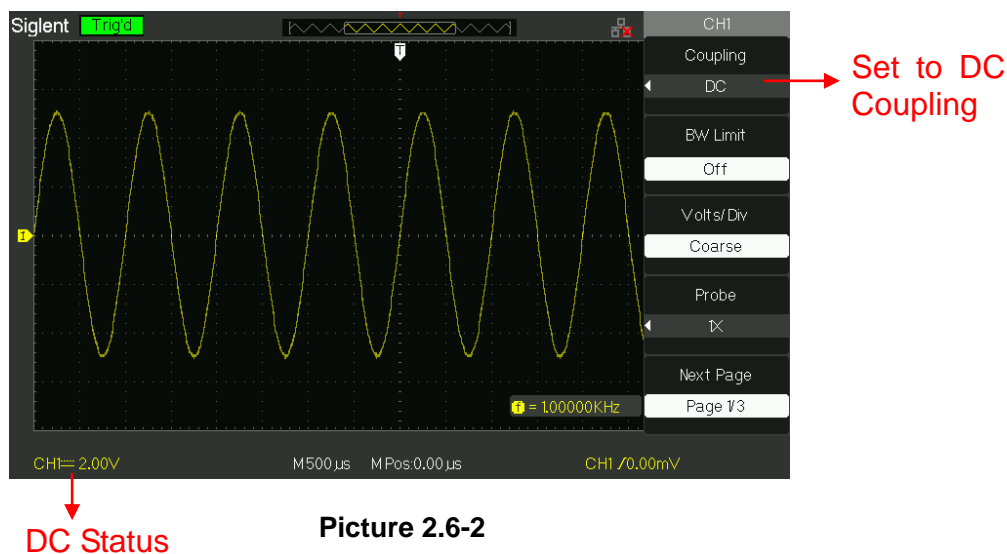 Siglent Trig'd
T
CH1
Coupling
DC
Set to DC
Coupling
BW Limit
Off
Volts/Div
Coarse
1
Probe
1X
Next Page
f = 1.00000KHz
Page 1/3
CH1 2.00V M500µs M Pos:0.00µs CH1 / 0.00mV
DC Status
Picture 2.6-2